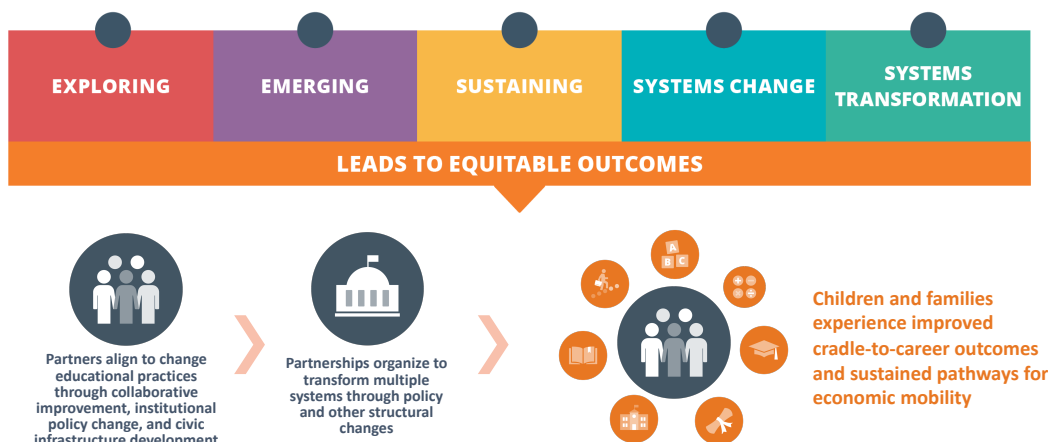 EXPLORING
EMERGING
SUSTAINING
SYSTEMS CHANGE
SYSTEMS
TRANSFORMATION
LEADS TO EQUITABLE OUTCOMES
Partners align to change
educational practices
through collaborative
improvement, institutional
policy change, and civic
infrastructure development
Partnerships organize to
transform multiple
systems through policy
and other structural
changes
A
B C
Children and families
experience improved
cradle-to-career outcomes
and sustained pathways for
economic mobility